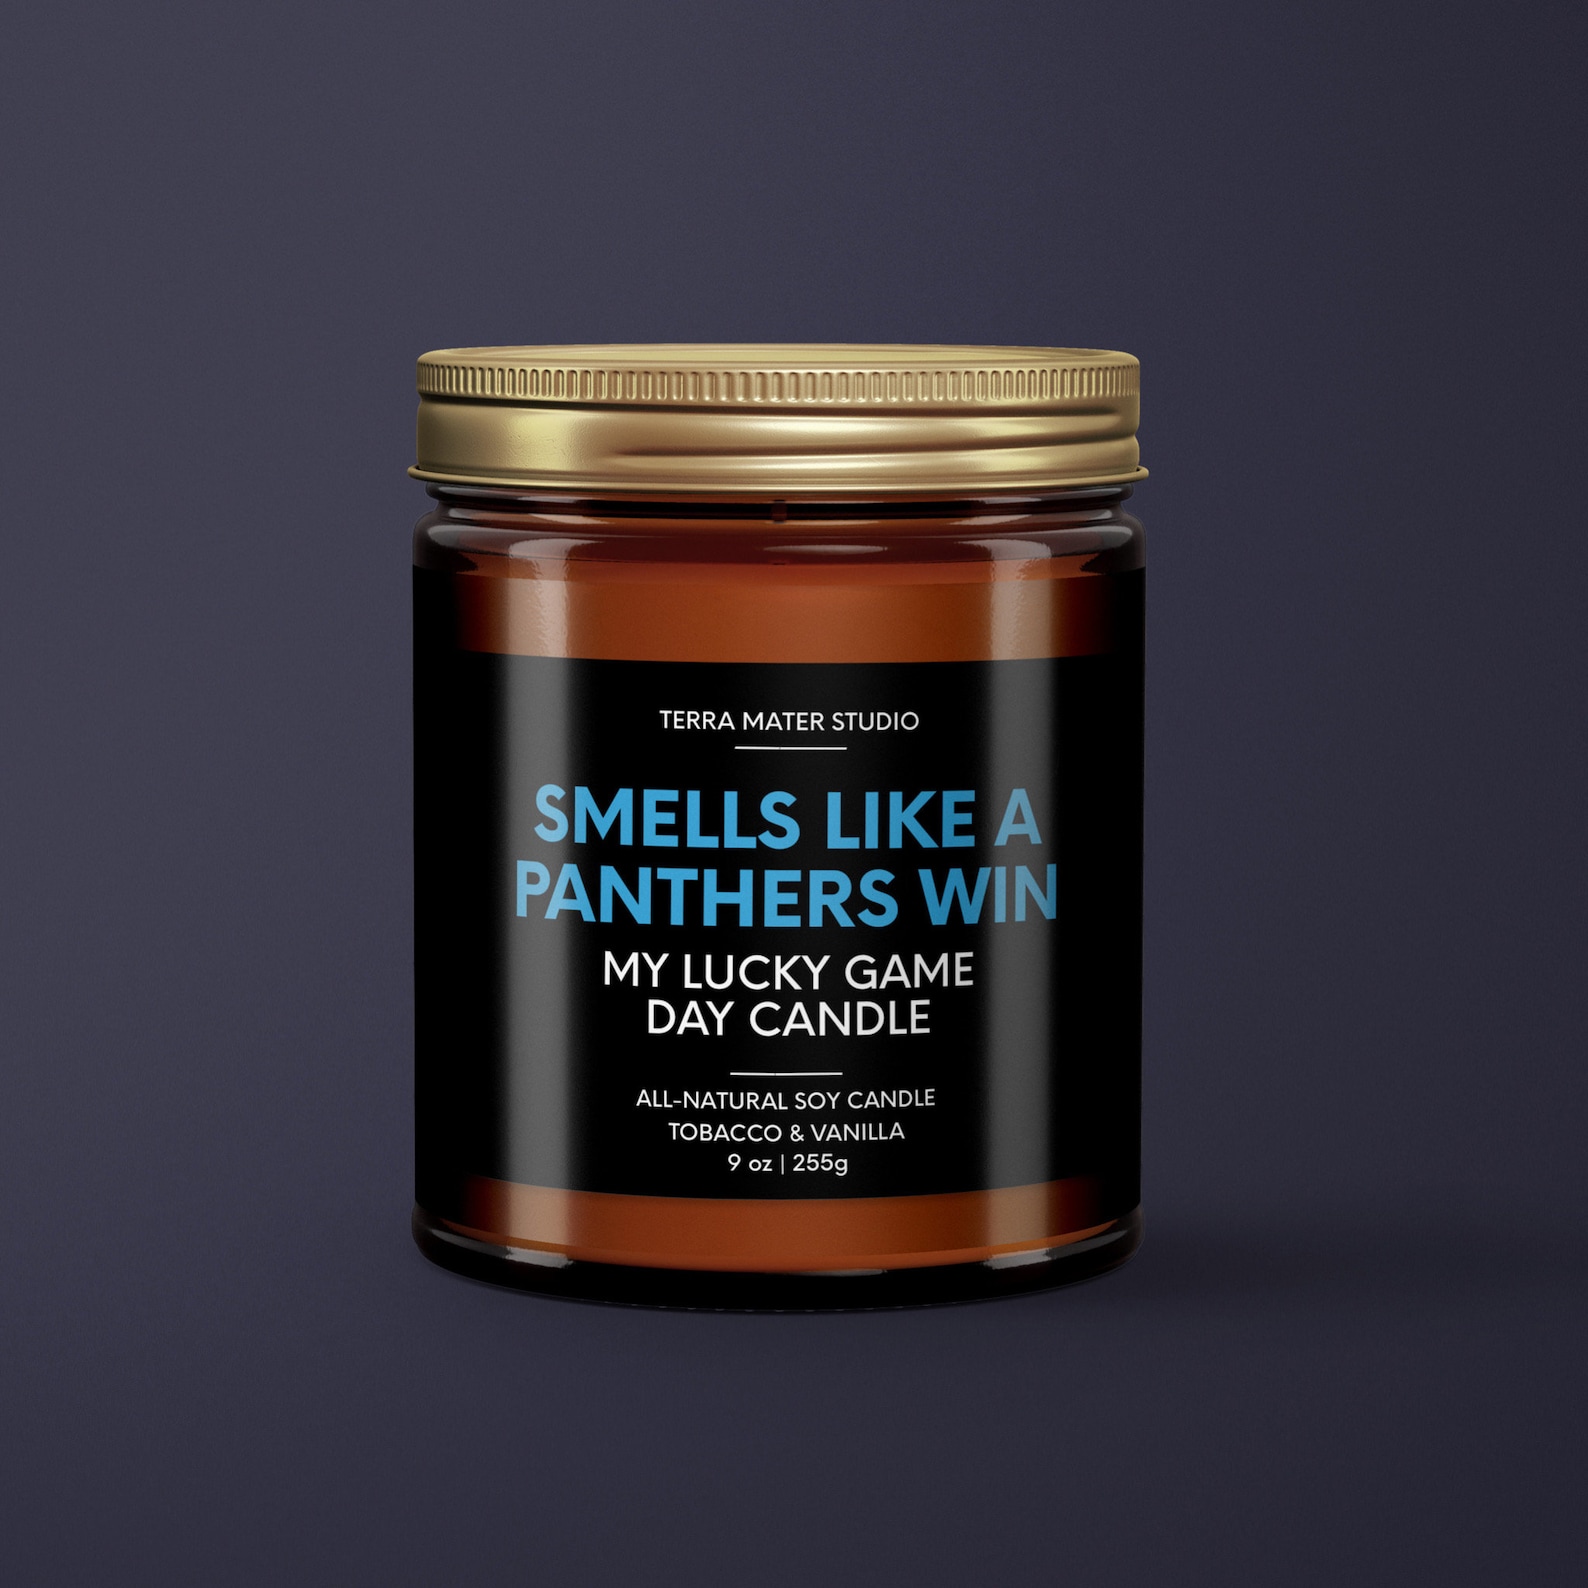 TERRA MATER STUDIO
SMELLS LIKE A
PANTHERS WIN
MY LUCKY GAME
DAY CANDLE
ALL-NATURAL SOY CANDLE
TOBACCO & VANILLA
9 oz | 255g